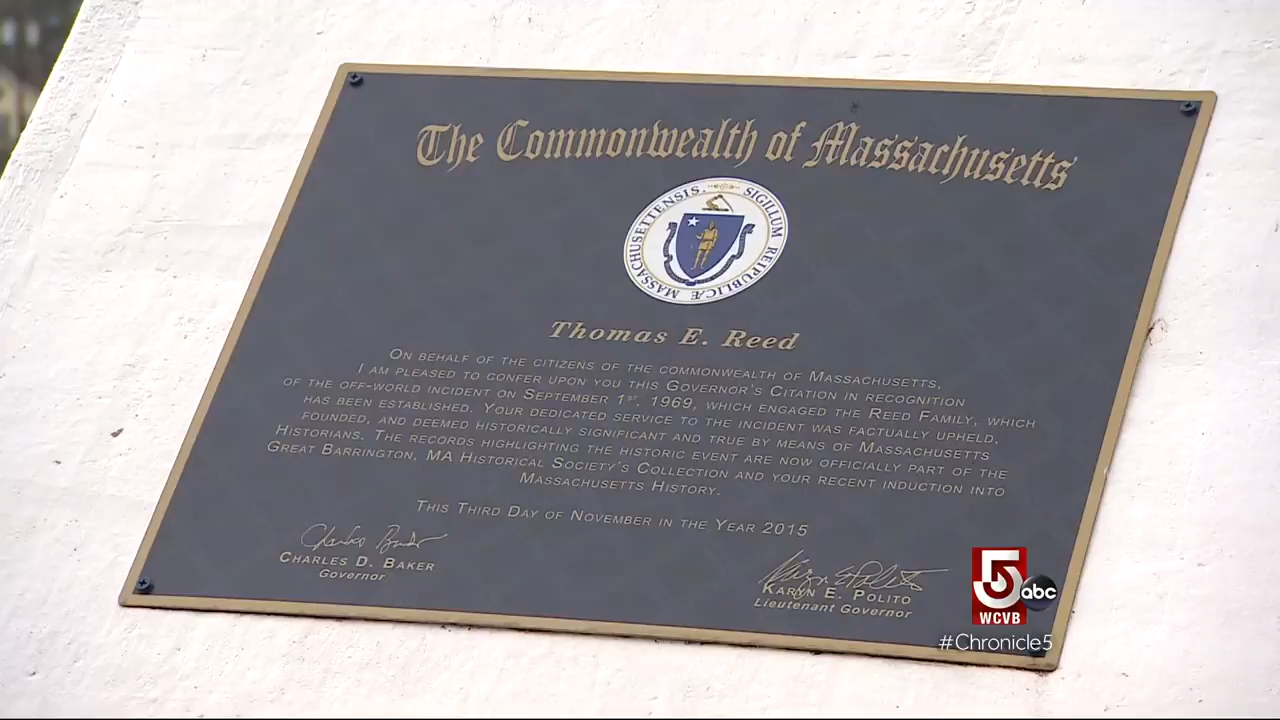 The Commonwealth of Massachusetts
MASSACHUSETTENSIS. SIGILLUM REIPUBLICÆ
Thomas E. Reed
ON BEHALF OF THE CITIZENS OF THE COMMONWEALTH OF MASSACHUSETTS,
I AM PLEASED TO CONFER UPON YOU THIS GOVERNOR'S CITATION IN RECOGNITION
OF THE OFF-WORLD INCIDENT ON SEPTEMBER 1ST, 1969, WHICH ENGAGED THE REED FAMILY, WHICH
HAS BEEN ESTABLISHED. YOUR DEDICATED SERVICE TO THE INCIDENT WAS FACTUALLY UPHELD,
FOUNDED, AND DEEMED HISTORICALLY SIGNIFICANT AND TRUE BY MEANS OF MASSACHUSETTS
HISTORIANS. THE RECORDS HIGHLIGHTING THE HISTORIC EVENT ARE NOW OFFICIALLY PART OF THE
GREAT BARRINGTON, MA HISTORICAL SOCIETY'S COLLECTION AND YOUR RECENT INDUCTION INTO
MASSACHUSETTS HISTORY.
THIS THIRD DAY OF NOVEMBER IN THE YEAR 2015
Charles Baker
CHARLES D. BAKER
Governor
Karyn E Polito
KARYN E. POLITO
Lieutenant Governor
5
abc
WCVB
#Chronicle5